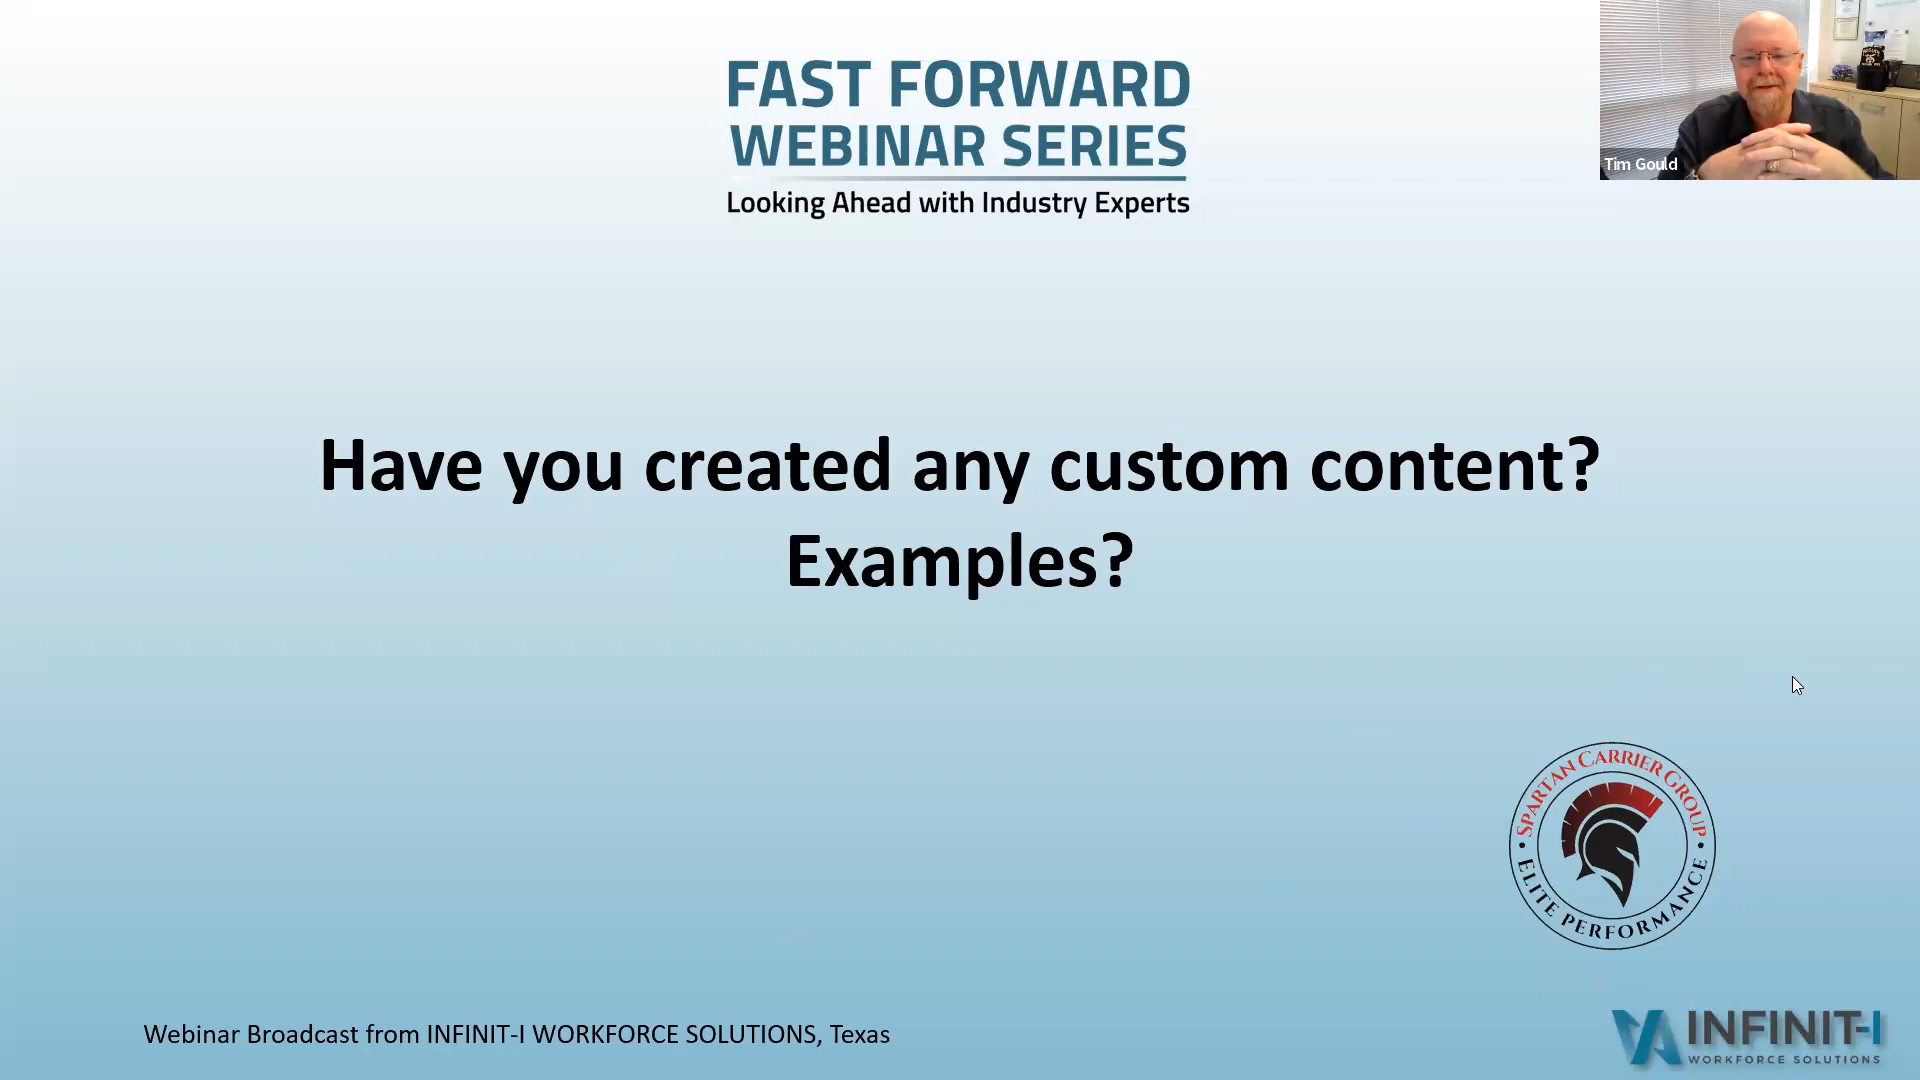 FAST FORWARD
WEBINAR SERIES
Looking Ahead with Industry Experts
Tim Gould
Have you created any custom content?
Examples?
SPARTAN CARRIER GROUP
• ELITE PERFORMANCE •
Webinar Broadcast from INFINIT-I WORKFORCE SOLUTIONS, Texas
INFINIT-I
WORKFORCE SOLUTIONS